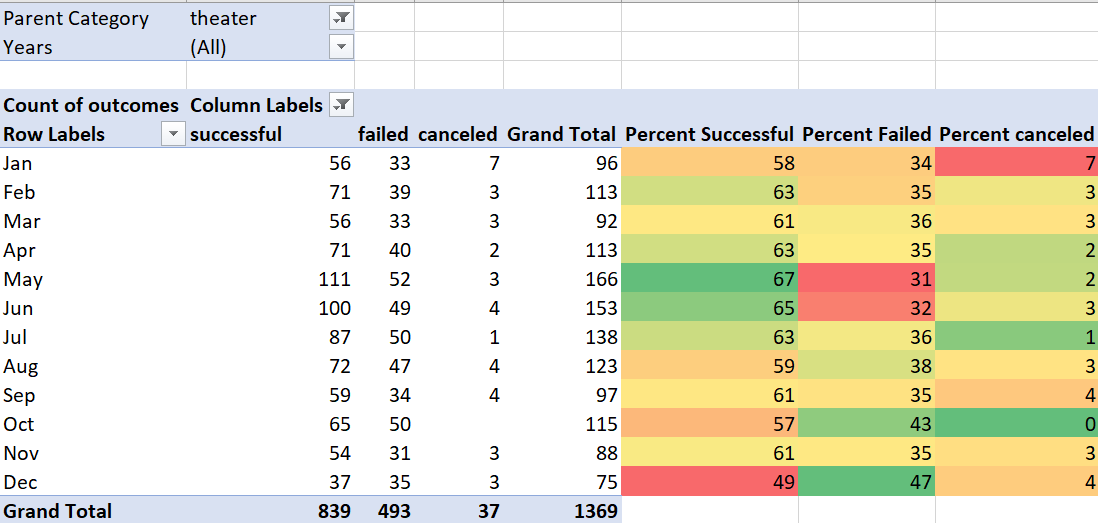 Parent Category theater
Years (All)
Count of outcomes Column Labels
Row Labels successful failed canceled Grand Total Percent Successful Percent Failed Percent canceled
Jan 56 33 7 96 58 34 7
Feb 71 39 3 113 63 35 3
Mar 56 33 3 92 61 36 3
Apr 71 40 2 113 63 35 2
May 111 52 3 166 67 31 2
Jun 100 49 4 153 65 32 3
Jul 87 50 1 138 63 36 1
Aug 72 47 4 123 59 38 3
Sep 59 34 4 97 61 35 4
Oct 65 50 115 57 43 0
Nov 54 31 3 88 61 35 3
Dec 37 35 3 75 49 47 4
Grand Total 839 493 37 1369